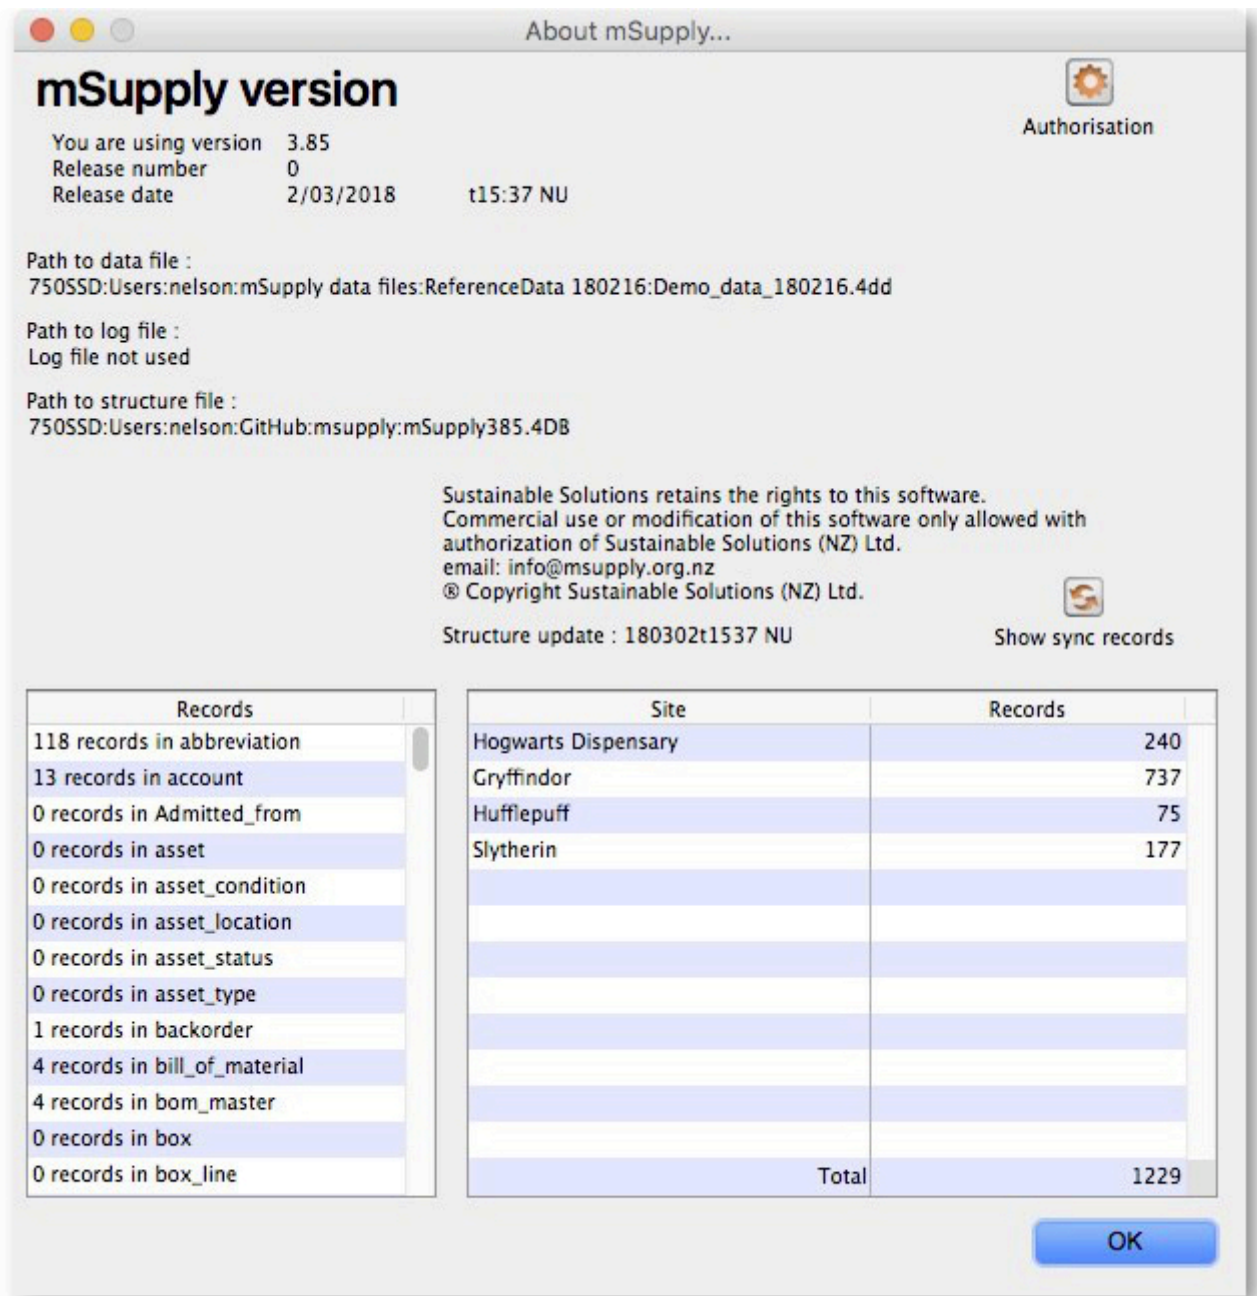 About mSupply...
mSupply version
Authorisation
You are using version 3.85
Release number 0
Release date 2/03/2018 t15:37 NU
Path to data file :
750SSD:Users:nelson:mSupply data files:ReferenceData 180216:Demo_data_180216.4dd
Path to log file :
Log file not used
Path to structure file :
750SSD:Users:nelson:GitHub:msupply:mSupply385.4DB
Sustainable Solutions retains the rights to this software.
Commercial use or modification of this software only allowed with
authorization of Sustainable Solutions (NZ) Ltd.
email: info@msupply.org.nz
® Copyright Sustainable Solutions (NZ) Ltd.
Structure update : 180302t1537 NU
Show sync records
Records
118 records in abbreviation
13 records in account
0 records in Admitted_from
0 records in asset
0 records in asset_condition
0 records in asset_location
0 records in asset_status
0 records in asset_type
1 records in backorder
4 records in bill_of_material
4 records in bom_master
0 records in box
0 records in box_line
Site Records
Hogwarts Dispensary 240
Gryffindor 737
Hufflepuff 75
Slytherin 177
Total 1229
OK